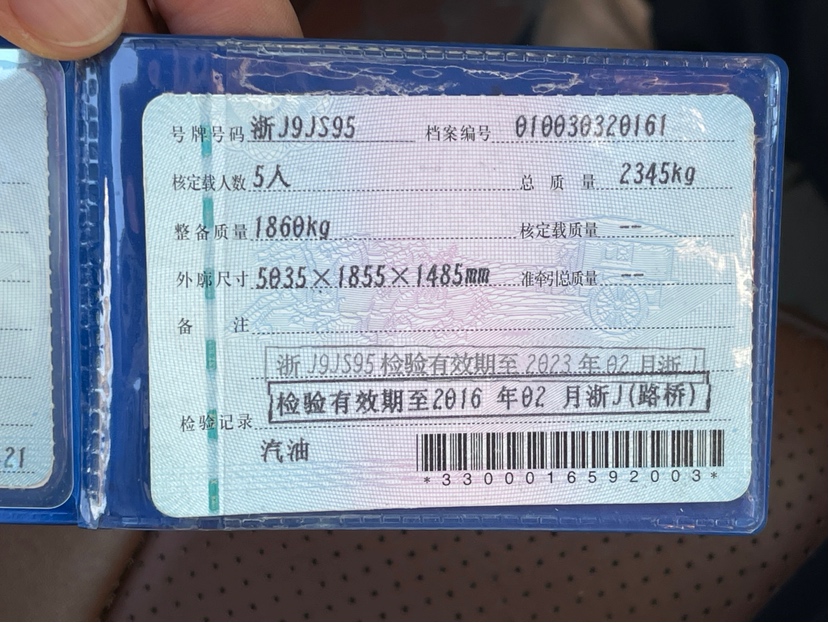 号牌号码 浙J9JS95 档案编号 010030320161
核定载人数 5人 总质量 2345kg
整备质量 1860kg 核定载质量 --
外廓尺寸 5035×1855×1485mm 准牵引总质量 --
备注
浙J9JS95检验有效期至2023年02月浙J
检验有效期至2016年02月浙J(路桥)
检验记录
汽油
*3300016592003*
21